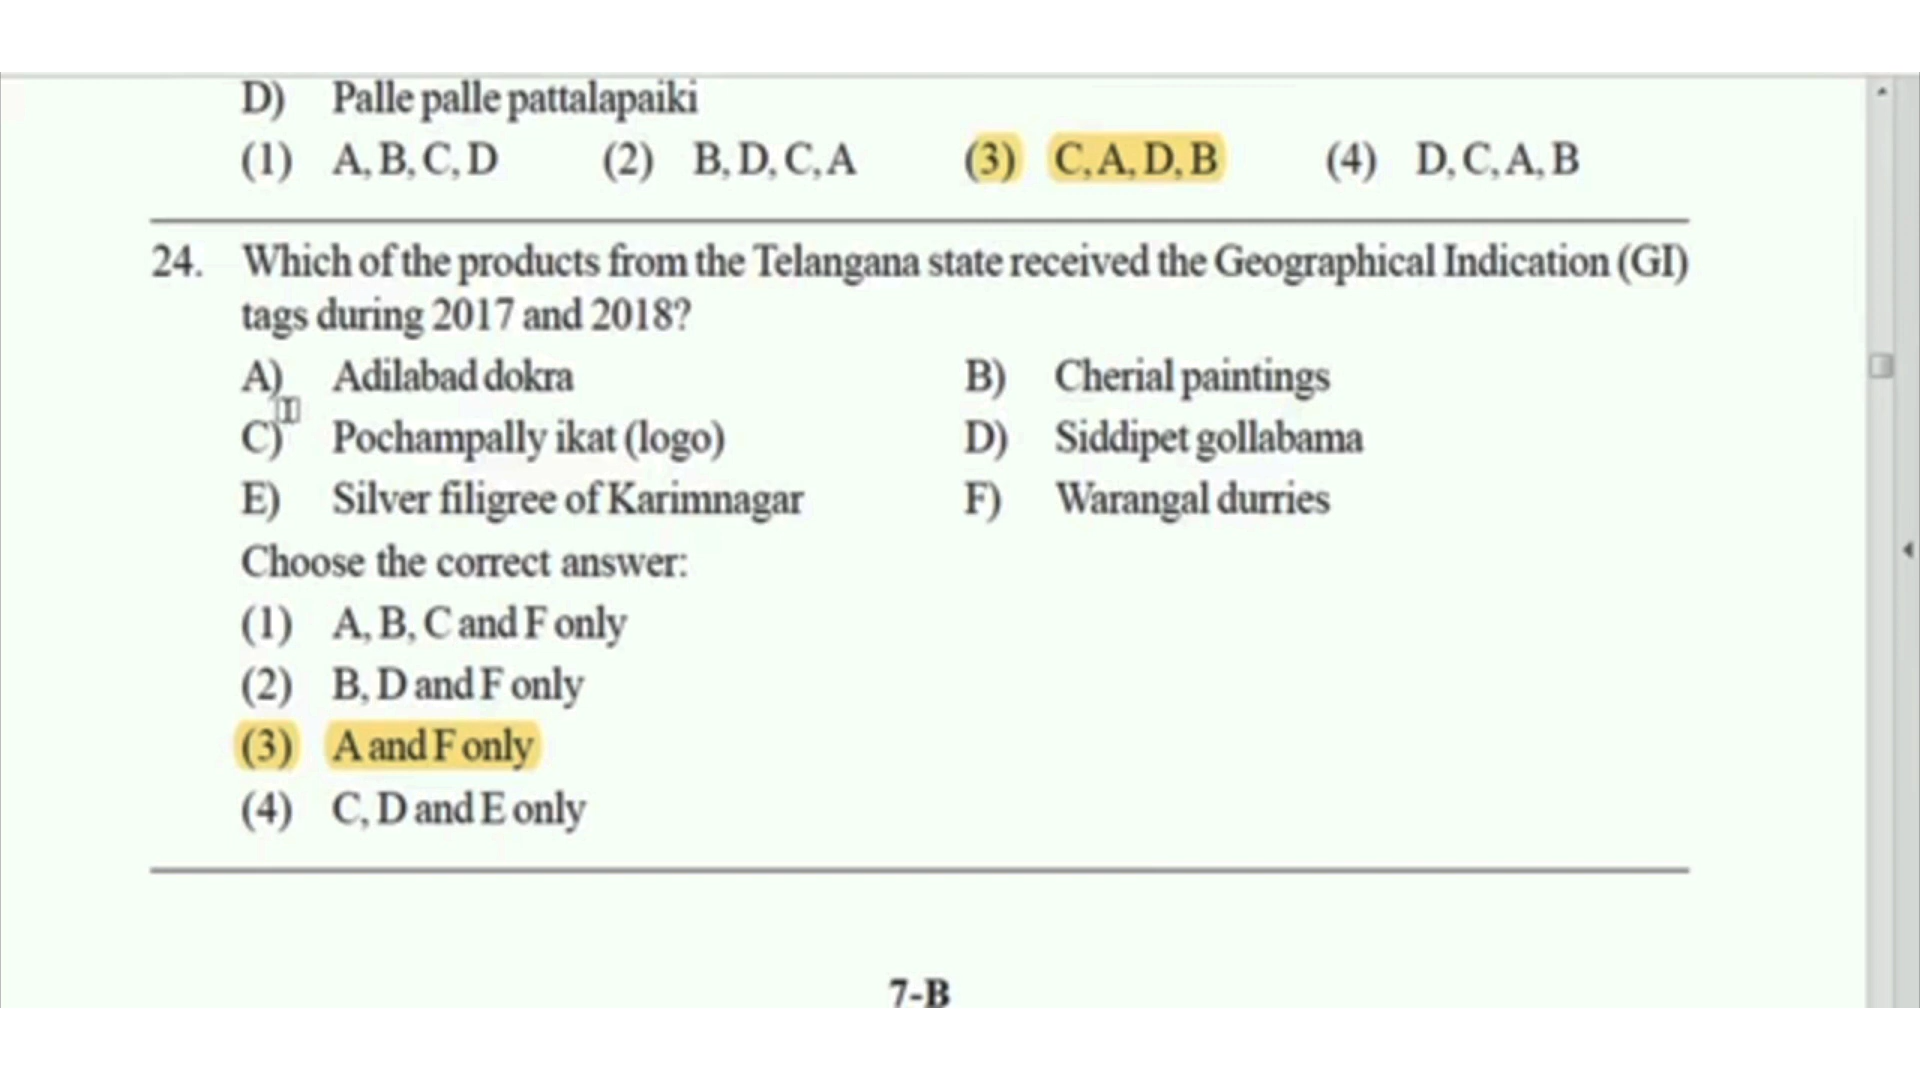 D) Palle palle pattalapaiki
(1) A, B, C, D (2) B, D, C, A (3) C, A, D, B (4) D, C, A, B
24. Which of the products from the Telangana state received the Geographical Indication (GI)
tags during 2017 and 2018?
A) Adilabad dokra B) Cherial paintings
C) Pochampally ikat (logo) D) Siddipet gollabama
E) Silver filigree of Karimnagar F) Warangal durries
Choose the correct answer:
(1) A, B, C and F only
(2) B, D and F only
(3) A and F only
(4) C, D and E only
7-B